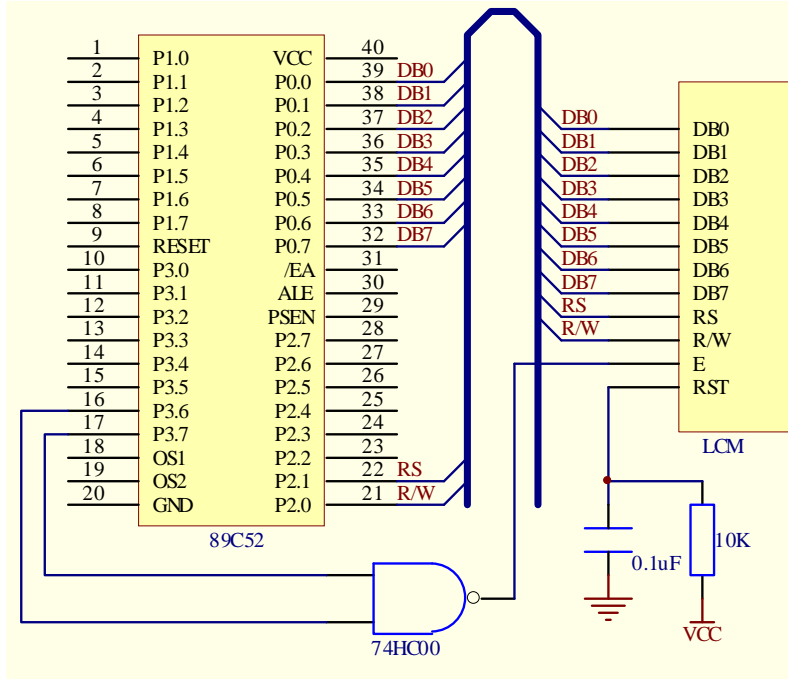 1 P1.0 VCC 40
2 P1.1 P0.0 39 DB0
3 P1.2 P0.1 38 DB1
4 P1.3 P0.2 37 DB2
5 P1.4 P0.3 36 DB3
6 P1.5 P0.4 35 DB4
7 P1.6 P0.5 34 DB5
8 P1.7 P0.6 33 DB6
9 RESET P0.7 32 DB7
10 P3.0 /EA 31
11 P3.1 ALE 30
12 P3.2 PSEN 29
13 P3.3 P2.7 28
14 P3.4 P2.6 27
15 P3.5 P2.5 26
16 P3.6 P2.4 25
17 P3.7 P2.3 24
18 OS1 P2.2 23
19 OS2 P2.1 22 RS
20 GND P2.0 21 R/W
89C52
DB0 DB0
DB1 DB1
DB2 DB2
DB3 DB3
DB4 DB4
DB5 DB5
DB6 DB6
DB7 DB7
RS RS
R/W R/W
E
RST
LCM
0.1uF
10K
VCC
74HC00